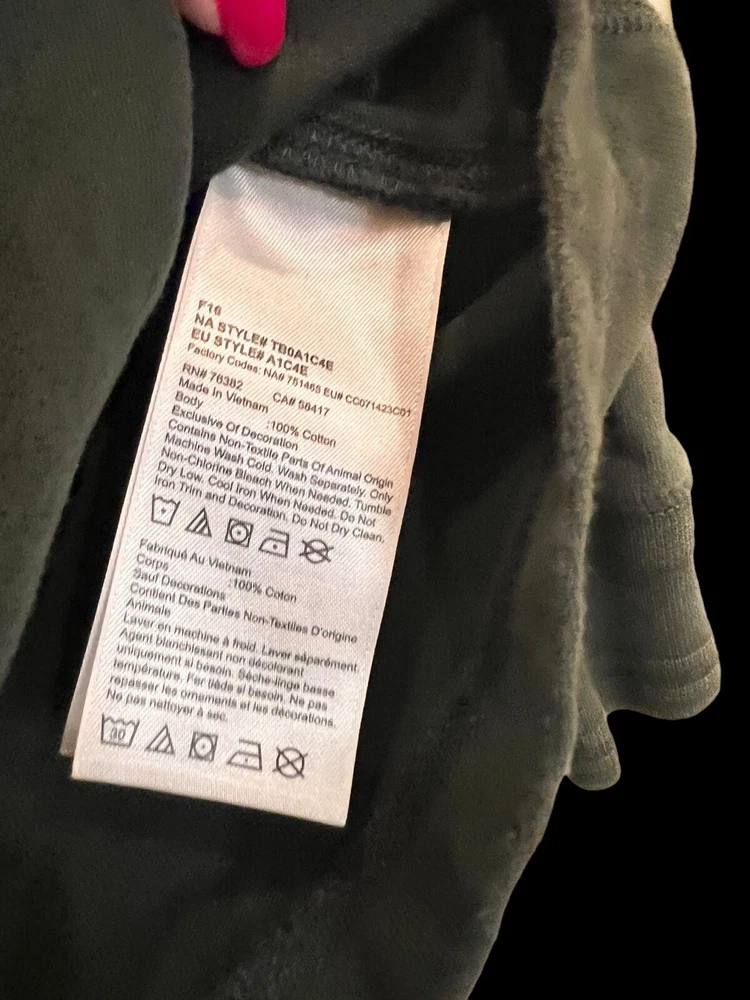 F16
NA STYLE# TB0A1C4E
EU STYLE# A1C4E
Factory Codes: NA# 781465 EU# CC071423C01
RN# 76382 CA# 58417
Made In Vietnam
Body :100% Cotton
Exclusive Of Decoration
Contains Non-Textile Parts Of Animal Origin
Machine Wash Cold. Wash Separately. Only
Non-Chlorine Bleach When Needed. Tumble
Dry Low. Cool Iron When Needed. Do Not
Iron Trim and Decoration. Do Not Dry Clean.
Fabriqué Au Vietnam
Corps :100% Coton
Sauf Decorations
Contient Des Parties Non-Textiles D'origine
Animale
Laver en machine à froid. Laver séparément.
Agent blanchissant non décolorant
uniquement si besoin. Sèche-linge basse
température. Fer tiède si besoin. Ne pas
repasser les ornements et les décorations.
Ne pas nettoyer à sec.
30